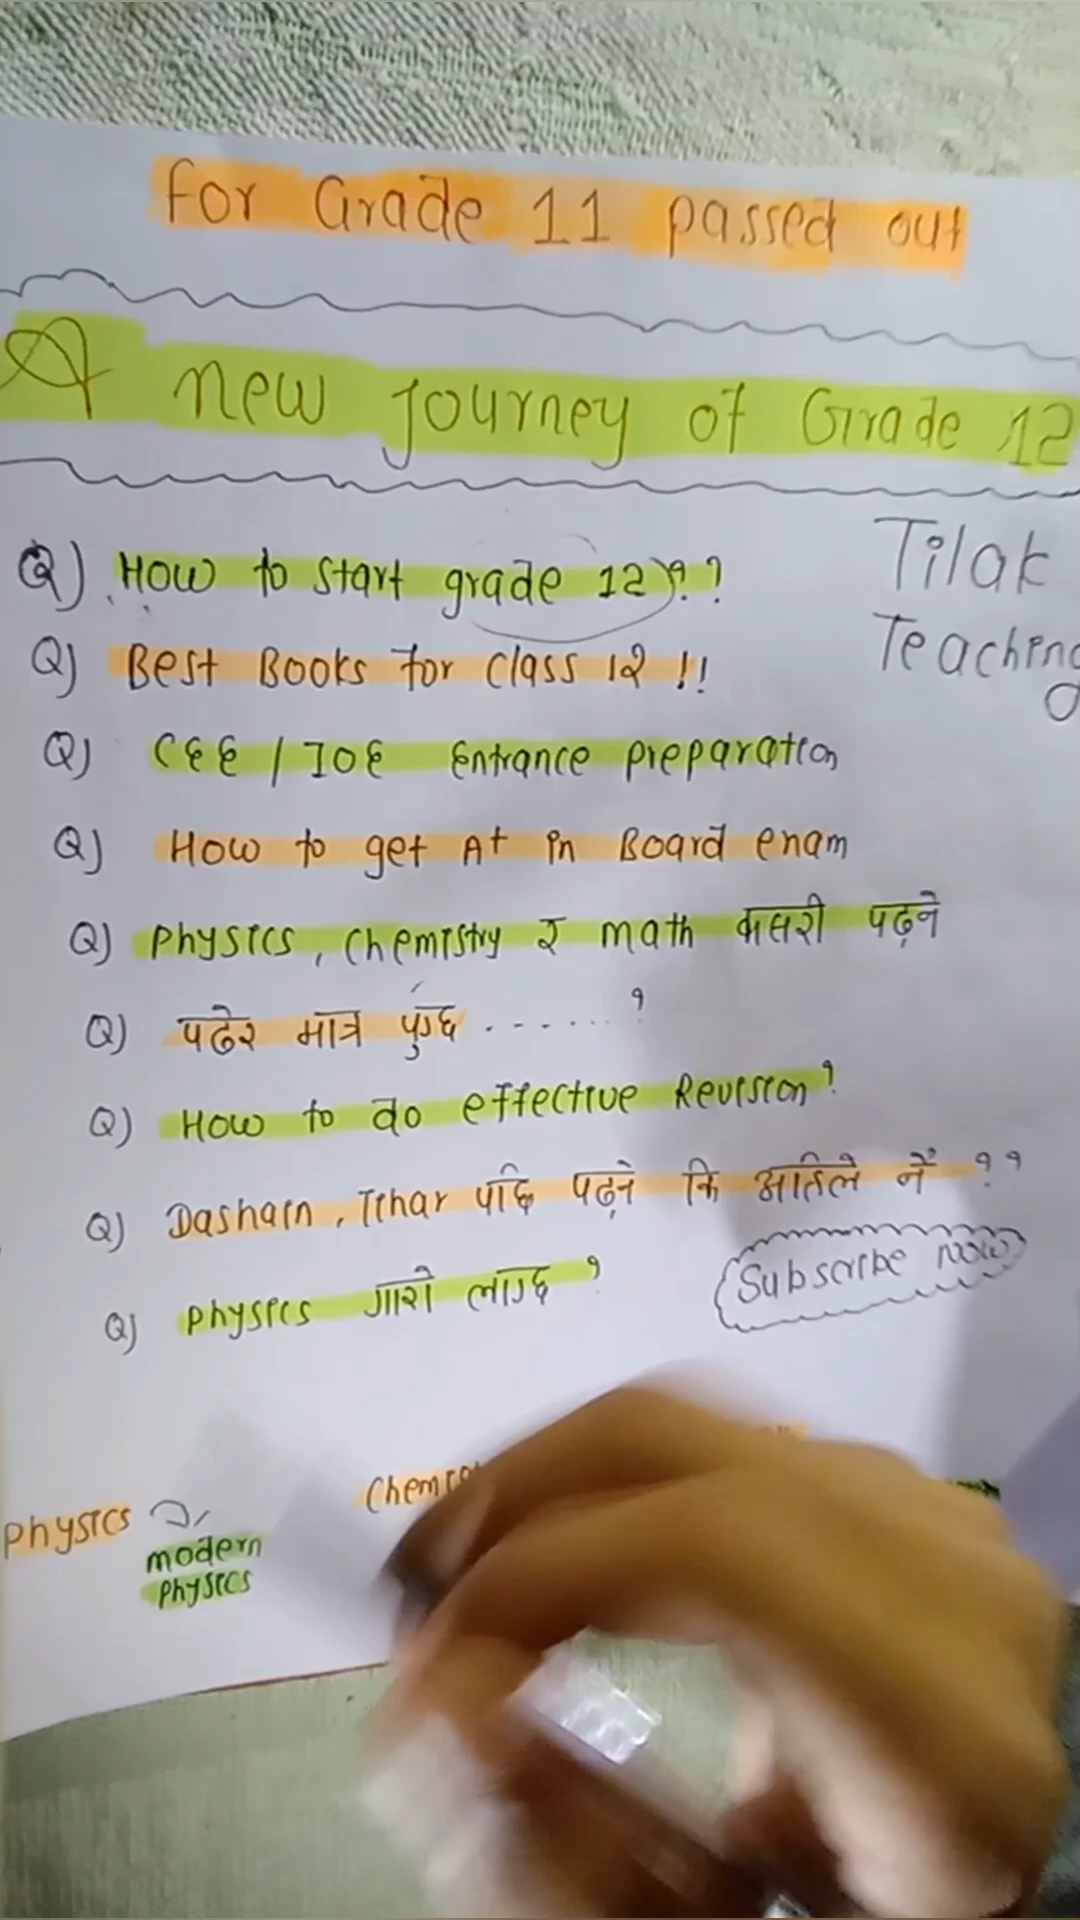 For Grade 11 passed out
A new journey of Grade 12
Q) How to start grade 12)??
Tilak
Teaching
Q) Best Books for class 12 !!
Q) CEE / IOE Entrance preparation
Q) How to get A+ in Board enam
Q) Physics, Chemistry र math कसरी पढ्ने
Q) पढेर मात्र पुग्छ ........?
Q) How to do effective Revision?
Q) Dashain, Tihar पछि पढ्ने कि अहिले नै ??
Subscribe now
Q) Physics गारो लाग्छ ?
Physics
modern
physics